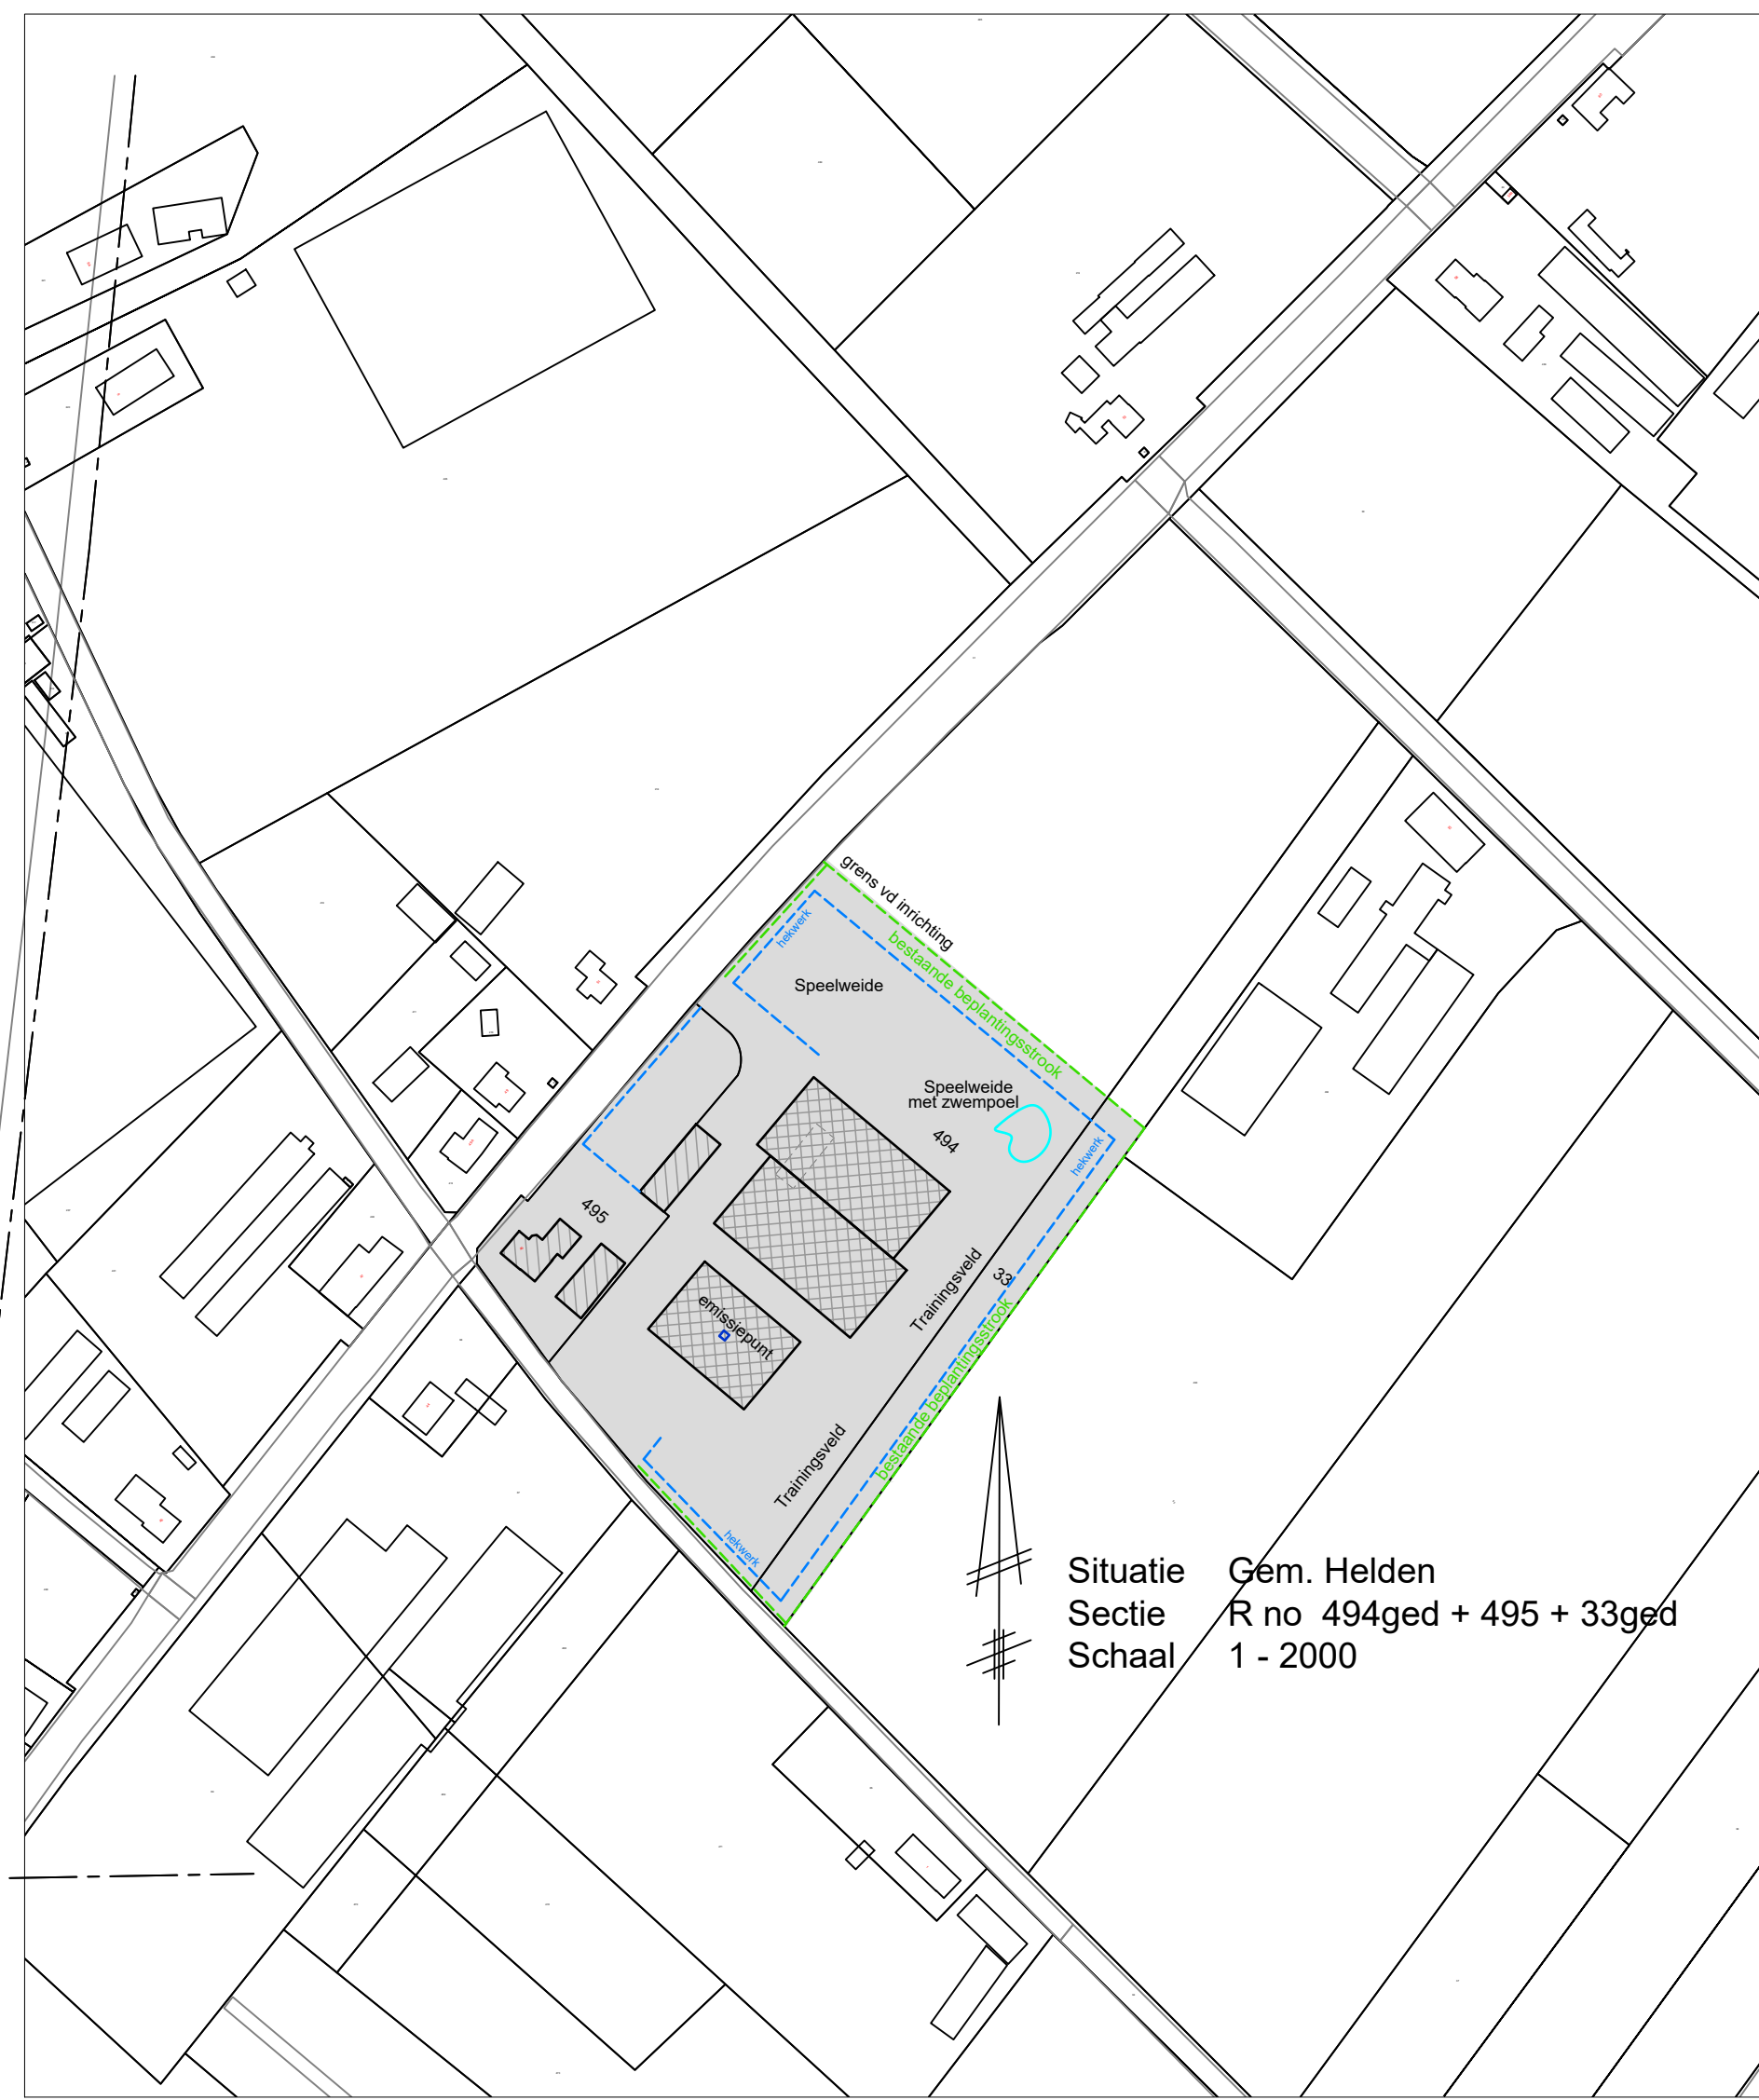 grens vd inrichting
bestaande beplantingsstrook
hekwerk
Speelweide
Speelweide
met zwempoel
494
hekwerk
495
33
Trainingsveld
emissiepunt
bestaande beplantingsstrook
Trainingsveld
hekwerk
Situatie Gem. Helden
Sectie R no 494ged + 495 + 33ged
Schaal 1 - 2000